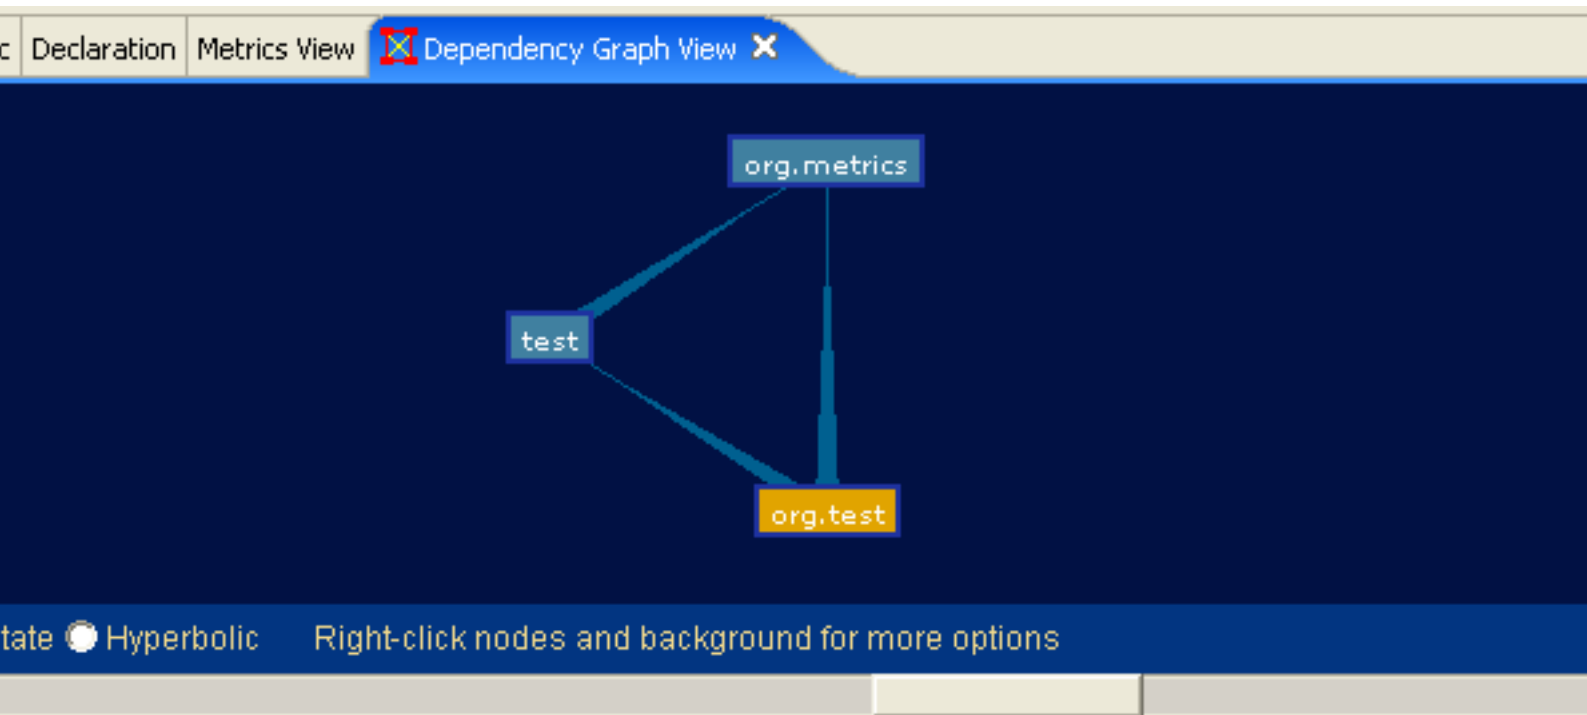 c Declaration Metrics View Dependency Graph View
org.metrics
test
org.test
tate Hyperbolic Right-click nodes and background for more options